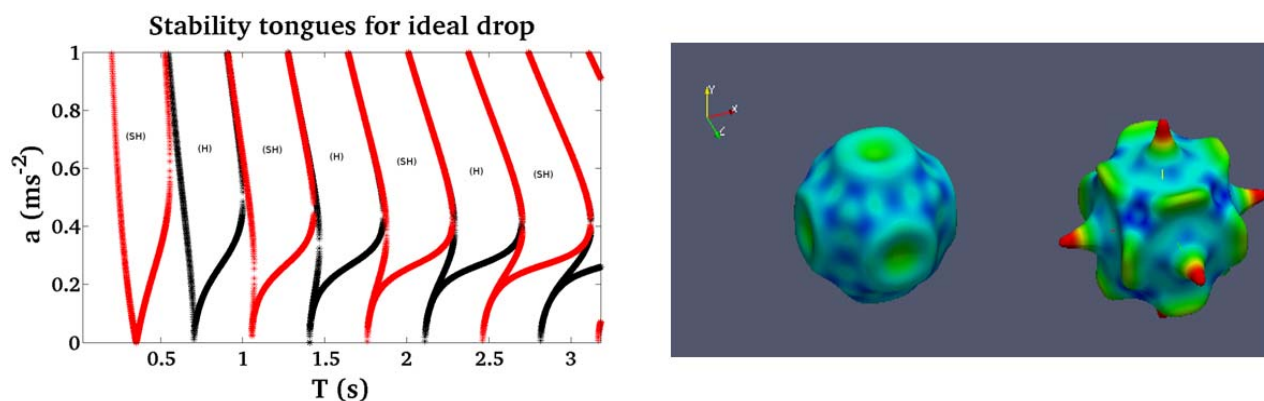 Stability tongues for ideal drop
1
0.8
0.6
0.4
0.2
0
a (ms⁻²)
(SH)
(H)
(SH)
(H)
(SH)
(H)
(SH)
0.5
1
1.5
2
2.5
3
T (s)
Y
X
Z